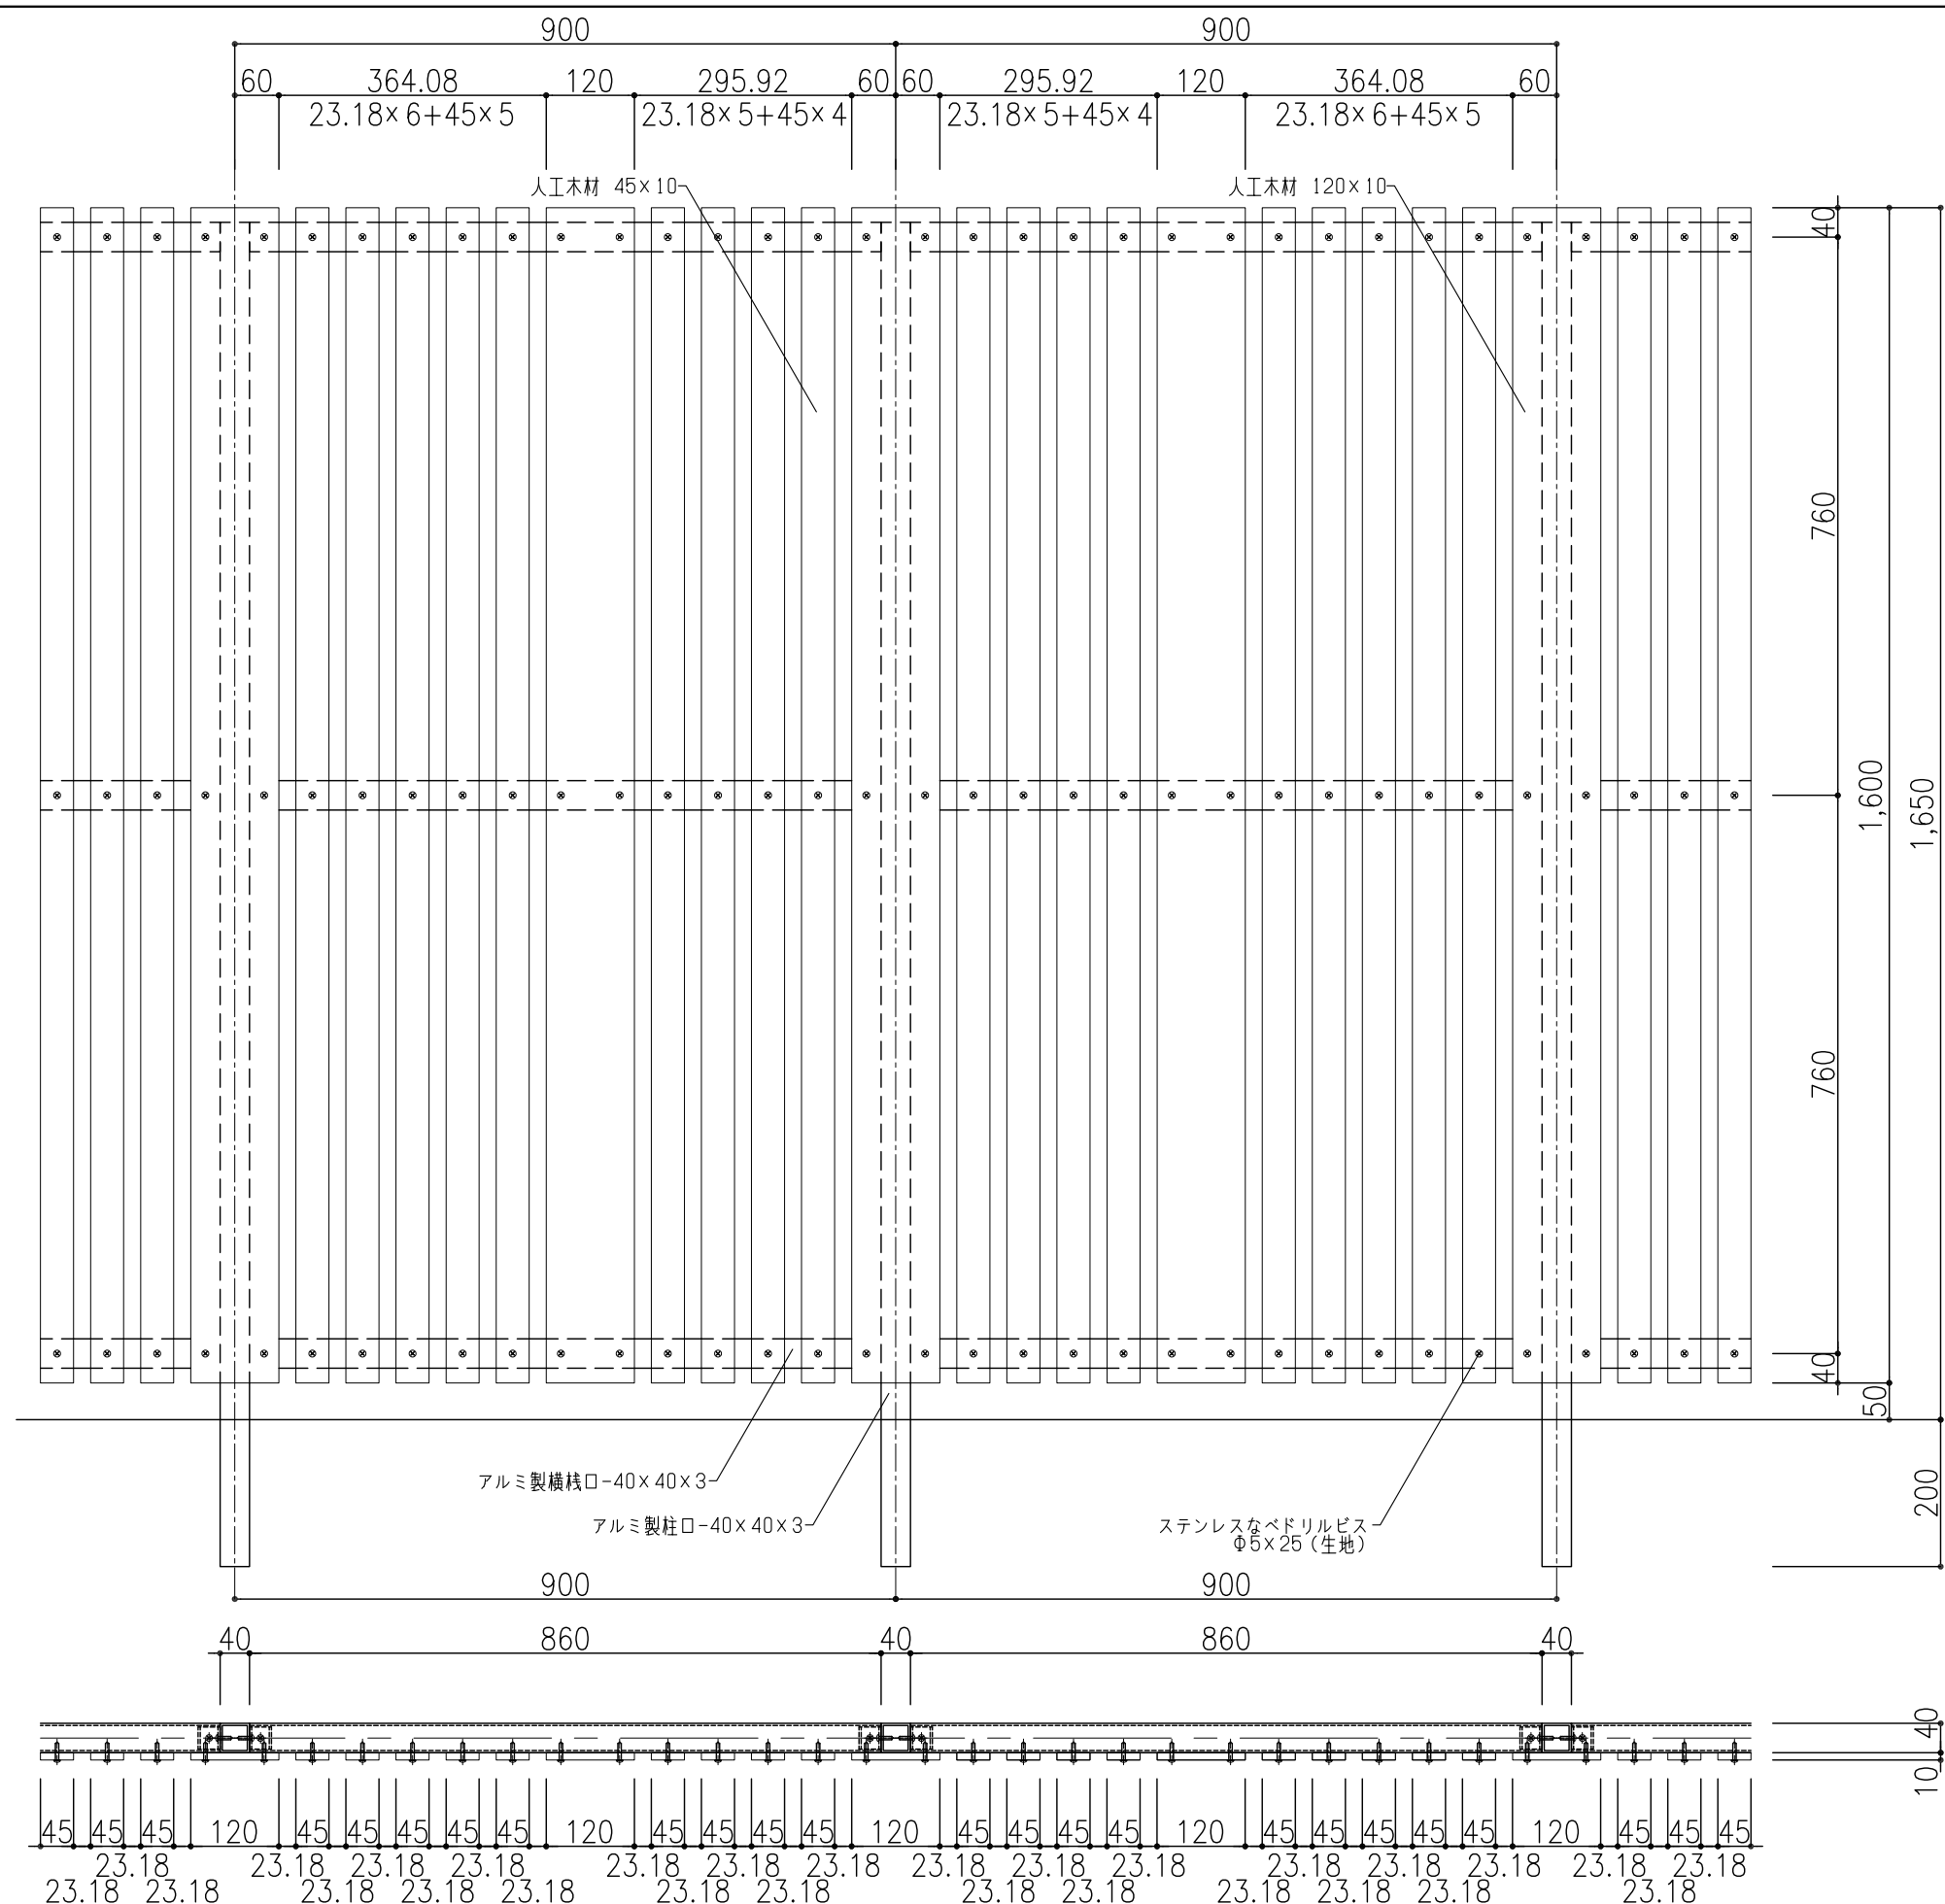 900 900
60 364.08 120 295.92 60 60 295.92 120 364.08 60
23.18×6+45×5 23.18×5+45×4 23.18×5+45×4 23.18×6+45×5
人工木材 45×10
人工木材 120×10
40
760
1,600
1,650
760
40
50
200
アルミ製横桟口-40×40×3
アルミ製柱口-40×40×3
ステンレスなべドリルビス
Φ5×25(生地)
900 900
40 860 40 860 40
40
10
45 45 45 120 45 45 45 45 45 120 45 45 45 45 120 45 45 45 45 120 45 45 45 45 45 120 45 45 45
23.18 23.18 23.18 23.18 23.18 23.18 23.18 23.18 23.18 23.18 23.18 23.18 23.18 23.18 23.18
23.18 23.18 23.18 23.18 23.18 23.18 23.18 23.18 23.18 23.18 23.18 23.18 23.18